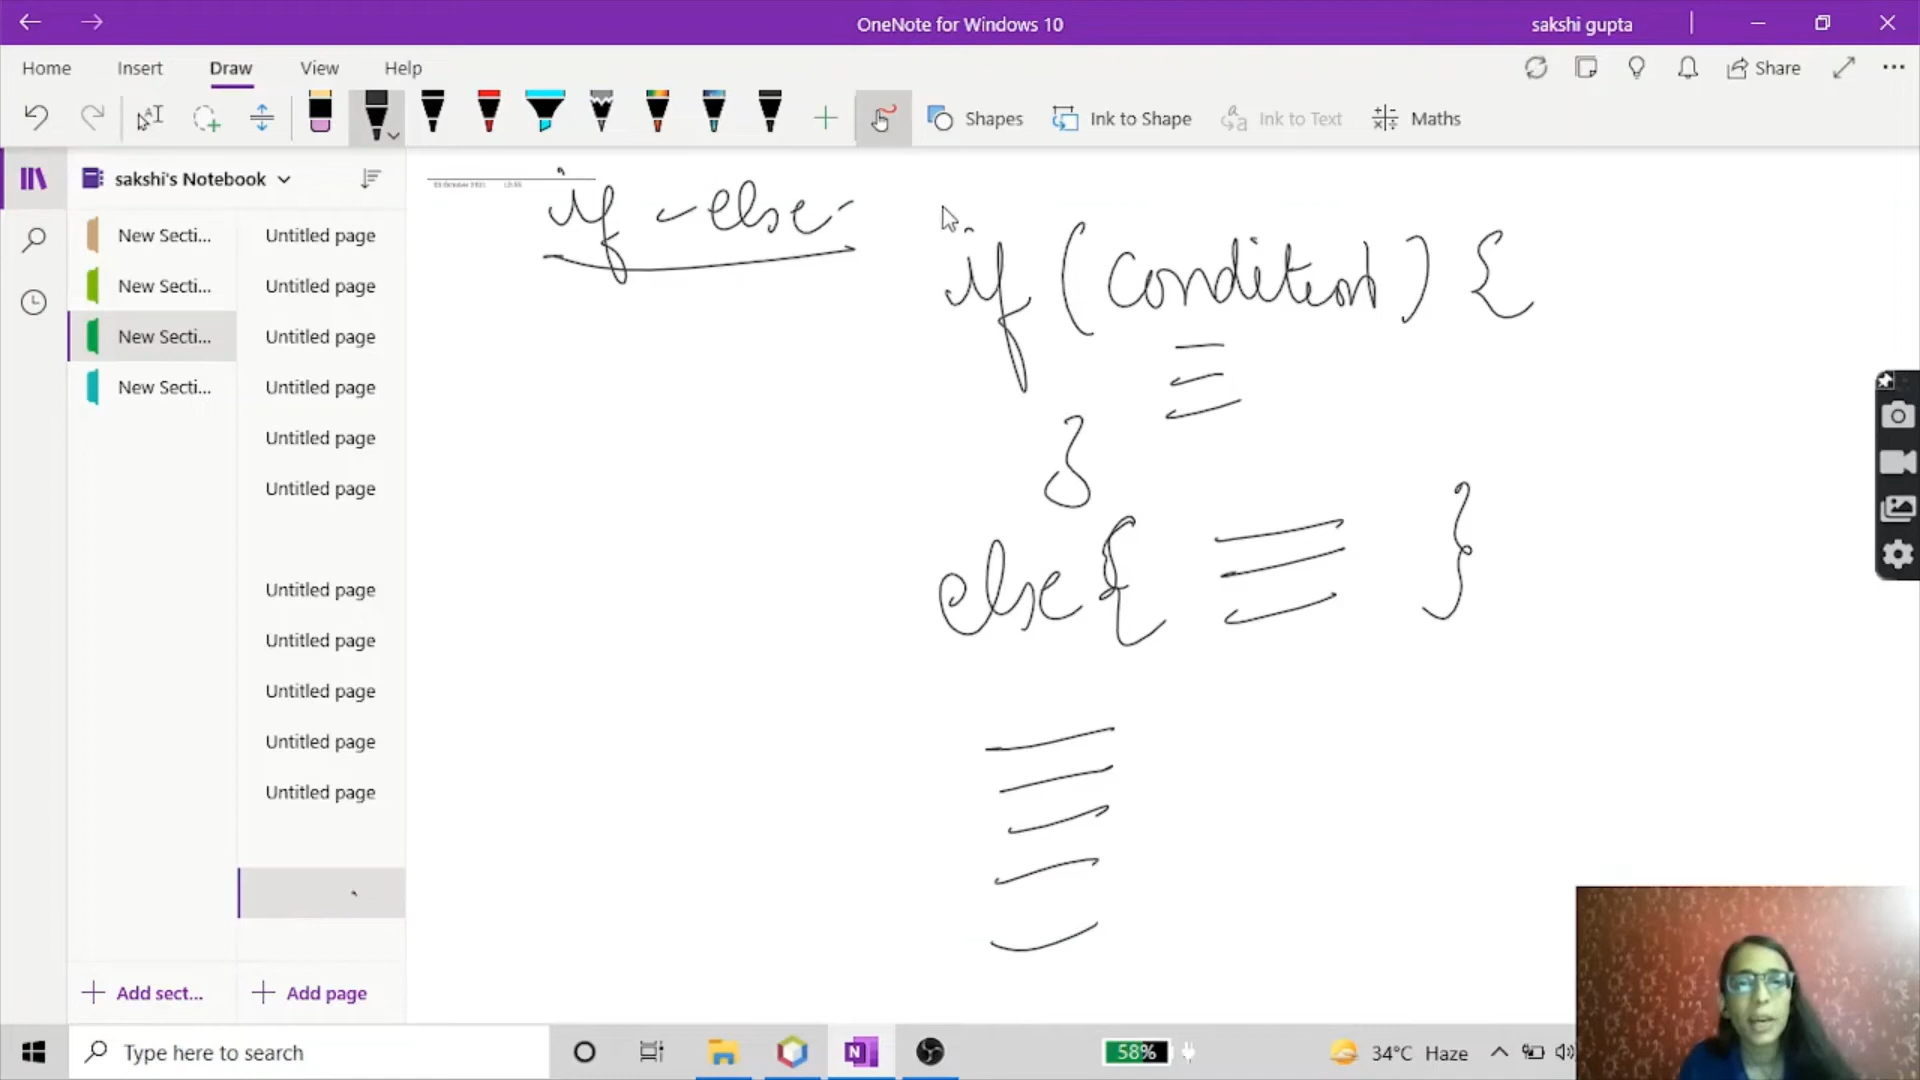 OneNote for Windows 10
sakshi gupta
Home Insert Draw View Help
Share
Shapes Ink to Shape Ink to Text Maths
sakshi's Notebook
New Secti...
New Secti...
New Secti...
New Secti...
Untitled page
Untitled page
Untitled page
Untitled page
Untitled page
Untitled page
Untitled page
Untitled page
Untitled page
Untitled page
Untitled page
Add sect...
Add page
if - else -
if (condition) {
}
else { }
Type here to search
58%
34°C Haze